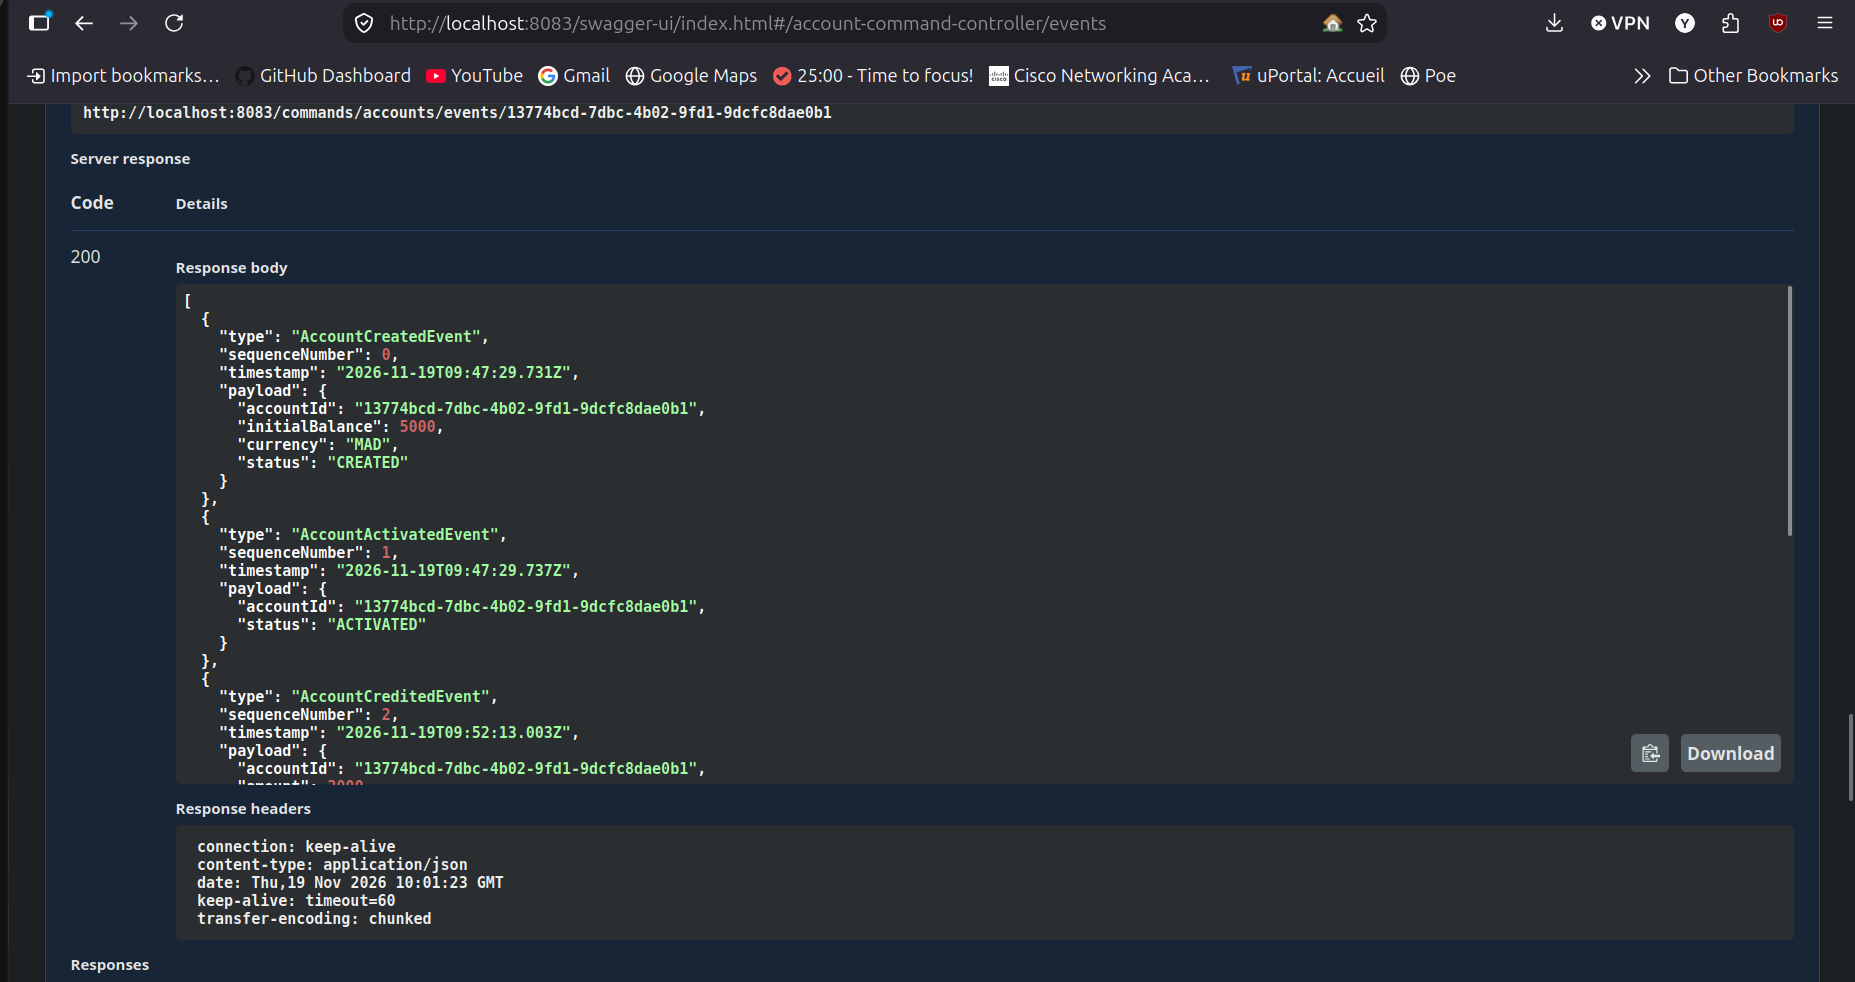 http://localhost:8083/swagger-ui/index.html#/account-command-controller/events
VPN
Y
Import bookmarks...
GitHub Dashboard
YouTube
Gmail
Google Maps
25:00 - Time to focus!
Cisco Networking Aca...
uPortal: Accueil
Poe
Other Bookmarks
http://localhost:8083/commands/accounts/events/13774bcd-7dbc-4b02-9fd1-9dcfc8dae0b1
Server response
Code Details
200
Response body
[
{
"type": "AccountCreatedEvent",
"sequenceNumber": 0,
"timestamp": "2026-11-19T09:47:29.731Z",
"payload": {
"accountId": "13774bcd-7dbc-4b02-9fd1-9dcfc8dae0b1",
"initialBalance": 5000,
"currency": "MAD",
"status": "CREATED"
}
},
{
"type": "AccountActivatedEvent",
"sequenceNumber": 1,
"timestamp": "2026-11-19T09:47:29.737Z",
"payload": {
"accountId": "13774bcd-7dbc-4b02-9fd1-9dcfc8dae0b1",
"status": "ACTIVATED"
}
},
{
"type": "AccountCreditedEvent",
"sequenceNumber": 2,
"timestamp": "2026-11-19T09:52:13.003Z",
"payload": {
"accountId": "13774bcd-7dbc-4b02-9fd1-9dcfc8dae0b1",
Download
Response headers
connection: keep-alive
content-type: application/json
date: Thu,19 Nov 2026 10:01:23 GMT
keep-alive: timeout=60
transfer-encoding: chunked
Responses